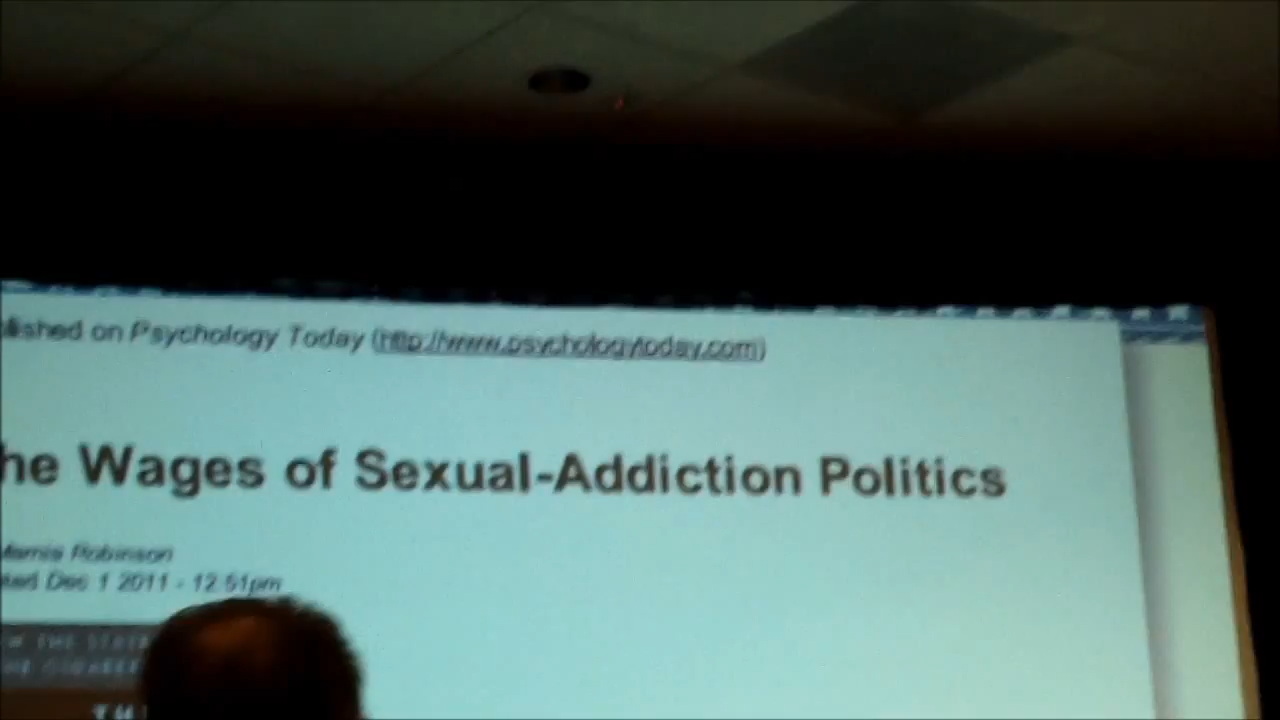 lished on Psychology Today (http://www.psychologytoday.com)
he Wages of Sexual-Addiction Politics
Marnia Robinson
ted Dec 1 2011 - 12:51pm
THE